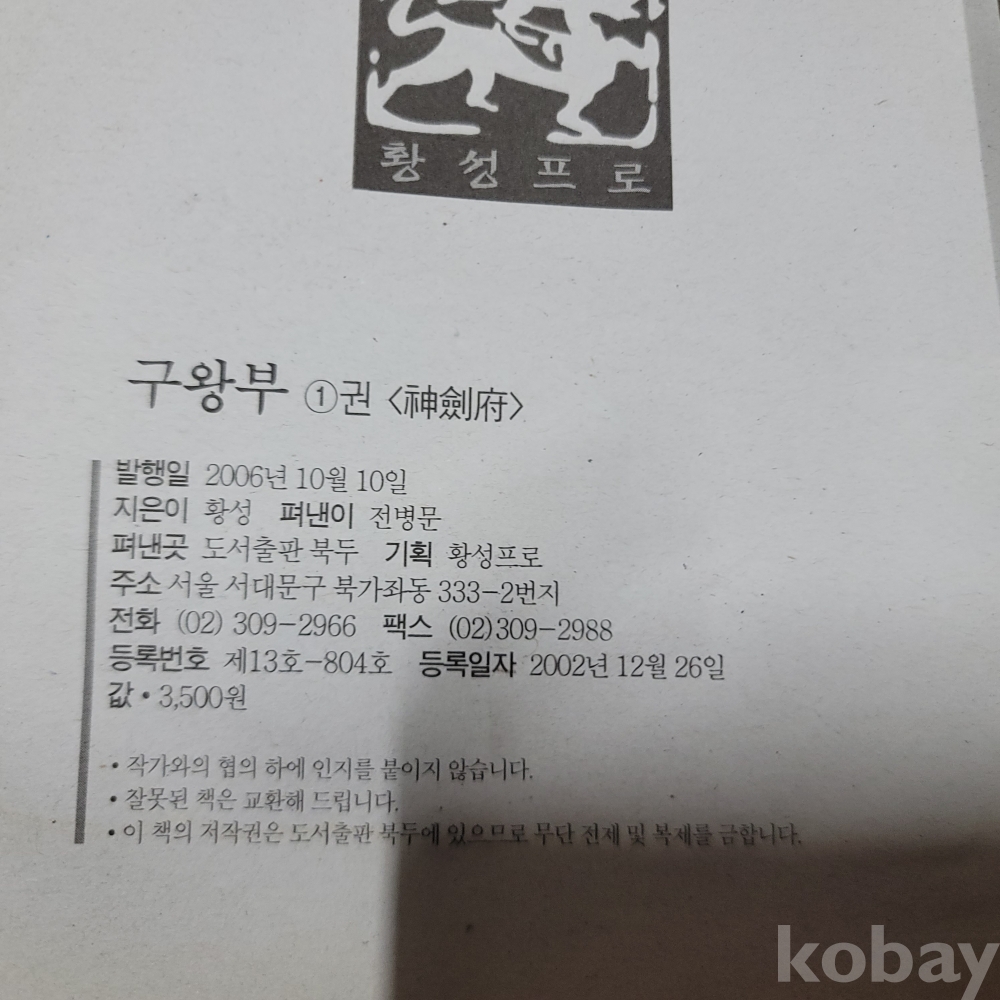 황성프로
구왕부 ①권 〈神劍府〉
발행일 2006년 10월 10일
지은이 황성 펴낸이 전병문
펴낸곳 도서출판 북두 기획 황성프로
주소 서울 서대문구 북가좌동 333-2번지
전화 (02) 309-2966 팩스 (02)309-2988
등록번호 제13호-804호 등록일자 2002년 12월 26일
값 • 3,500원
• 작가와의 협의 하에 인지를 붙이지 않습니다.
• 잘못된 책은 교환해 드립니다.
• 이 책의 저작권은 도서출판 북두에 있으므로 무단 전제 및 복제를 금합니다.
kobay